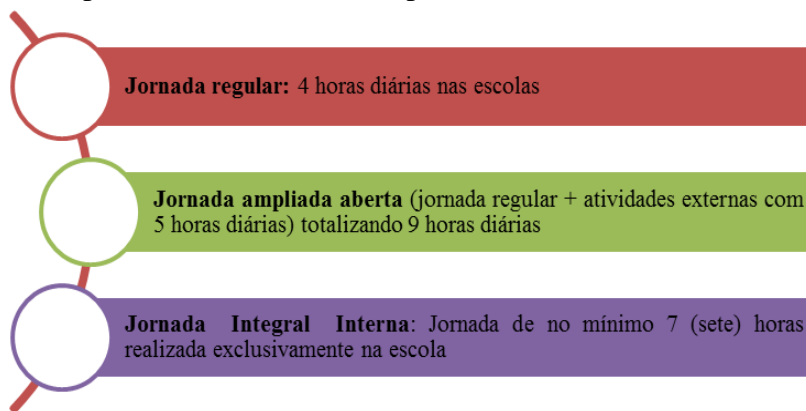 Jornada regular: 4 horas diárias nas escolas
Jornada ampliada aberta (jornada regular + atividades externas com
5 horas diárias) totalizando 9 horas diárias
Jornada Integral Interna: Jornada de no mínimo 7 (sete) horas
realizada exclusivamente na escola